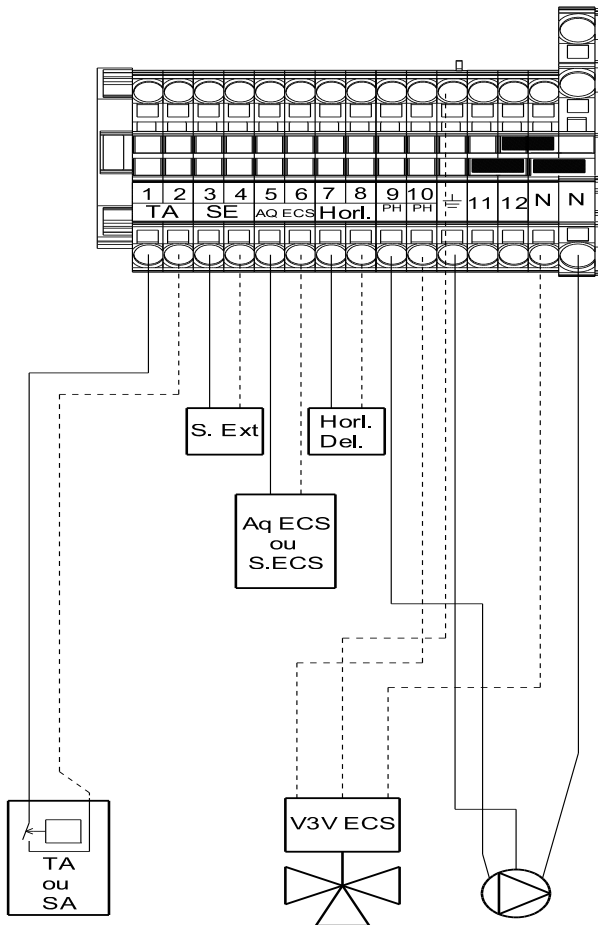 1 2 3 4 5 6 7 8 9 10 11 12 N N
TA SE AQ ECS Horl. PH PH
S. Ext
Horl.
Del.
Aq ECS
ou
S.ECS
V3V ECS
TA
ou
SA